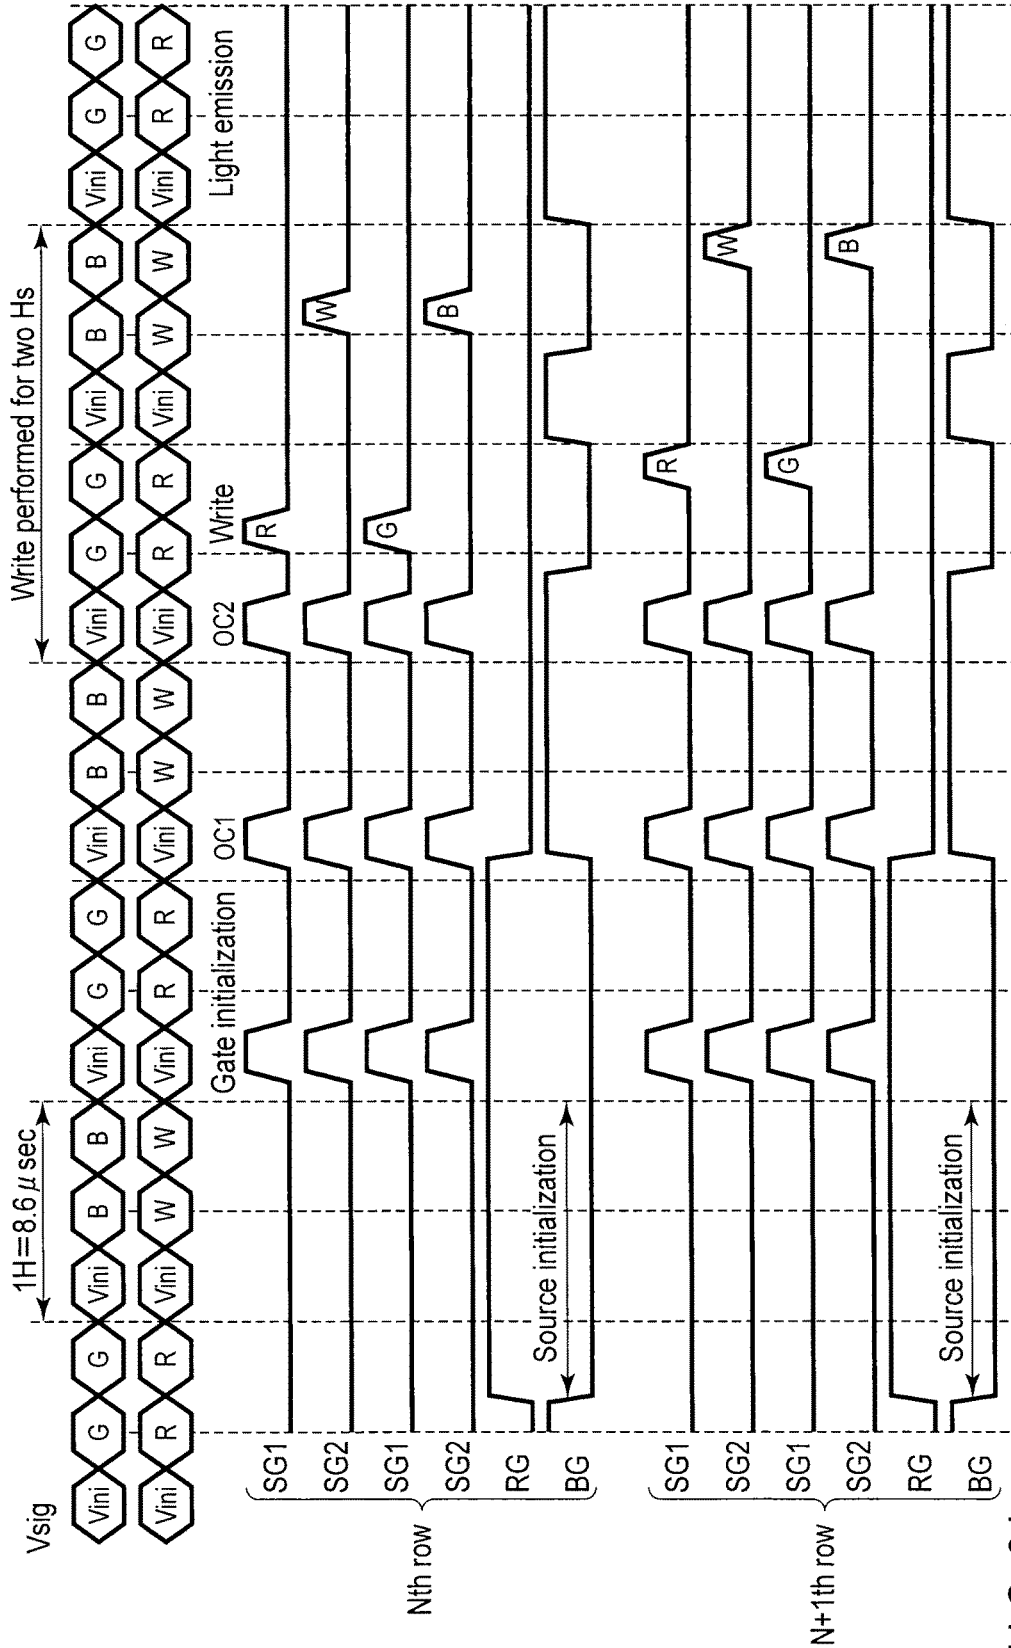 1H=8.6 μ sec
Write performed for two Hs
Vsig
Vini G G Vini B B Vini G G Vini B B Vini G G Vini B B Vini G G
Vini R R Vini W W Vini R R Vini W W Vini R R Vini W W Vini R R
Gate initialization OC1 OC2 Write Light emission
Nth row
SG1 R
SG2 W
SG1 G
SG2 B
RG
Source initialization
BG
N+1th row
SG1 R
SG2 W
SG1 G
SG2 B
RG
Source initialization
BG